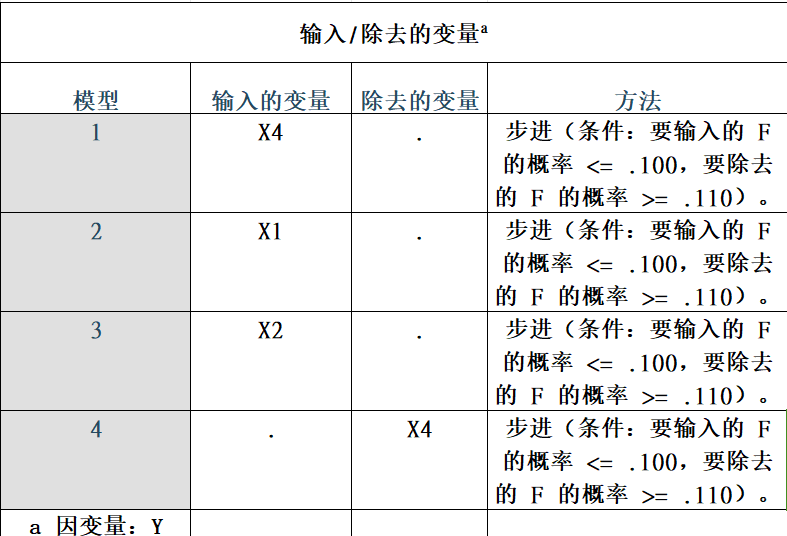 输入/除去的变量a
模型 输入的变量 除去的变量 方法
1 X4 . 步进（条件：要输入的 F
的概率 <= .100，要除去
的 F 的概率 >= .110）。
2 X1 . 步进（条件：要输入的 F
的概率 <= .100，要除去
的 F 的概率 >= .110）。
3 X2 . 步进（条件：要输入的 F
的概率 <= .100，要除去
的 F 的概率 >= .110）。
4 . X4 步进（条件：要输入的 F
的概率 <= .100，要除去
的 F 的概率 >= .110）。
a 因变量：Y